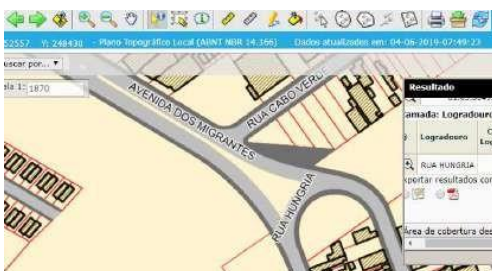 52557 Y: 248430 - Plano Topográfico Local (ABNT NBR 14.166) Dados atualizados em: 04-06-2019-07:49:23
uscar por...
ala 1: 1870
Resultado
amada: Logradouro
Logradouro
RUA HUNGRIA
xportar resultados com
Área de cobertura des
AVENIDA DOS MIGRANTES
RUA CABO VERDE
RUA HUNGRIA